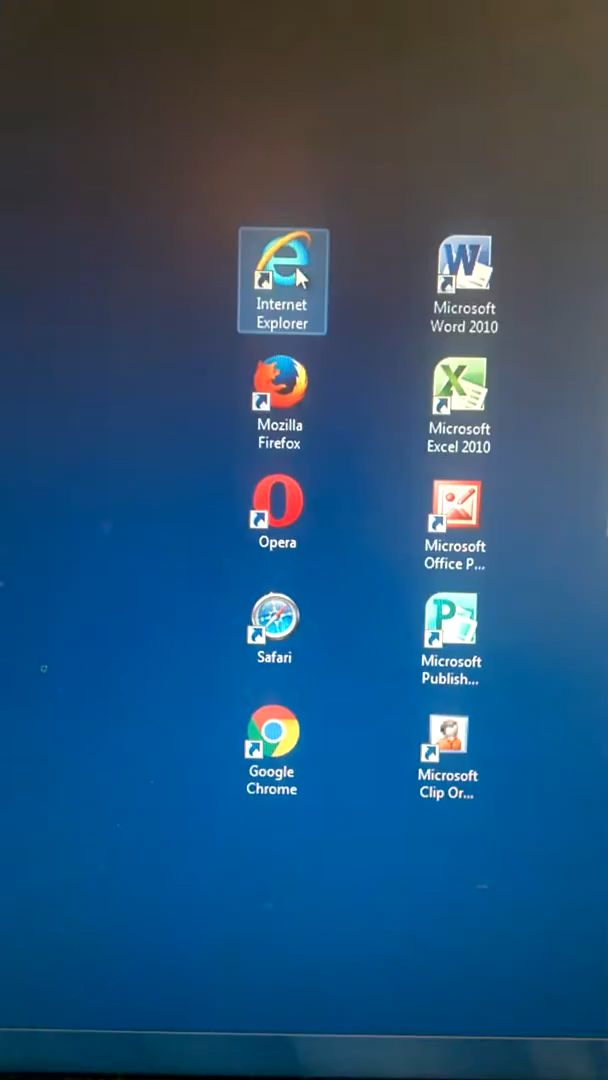 Internet
Explorer
Mozilla
Firefox
Opera
Safari
Google
Chrome
Microsoft
Word 2010
Microsoft
Excel 2010
Microsoft
Office P...
Microsoft
Publish...
Microsoft
Clip Or...